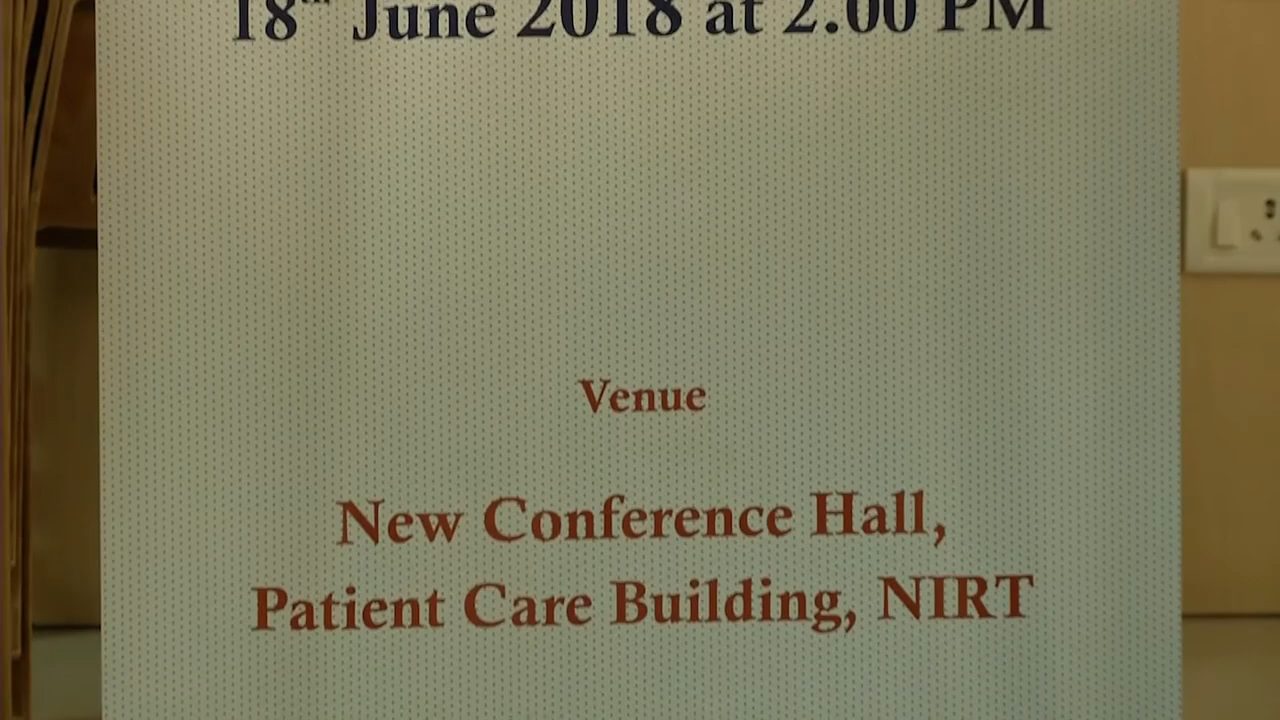 18th June 2018 at 2.00 PM
Venue
New Conference Hall,
Patient Care Building, NIRT